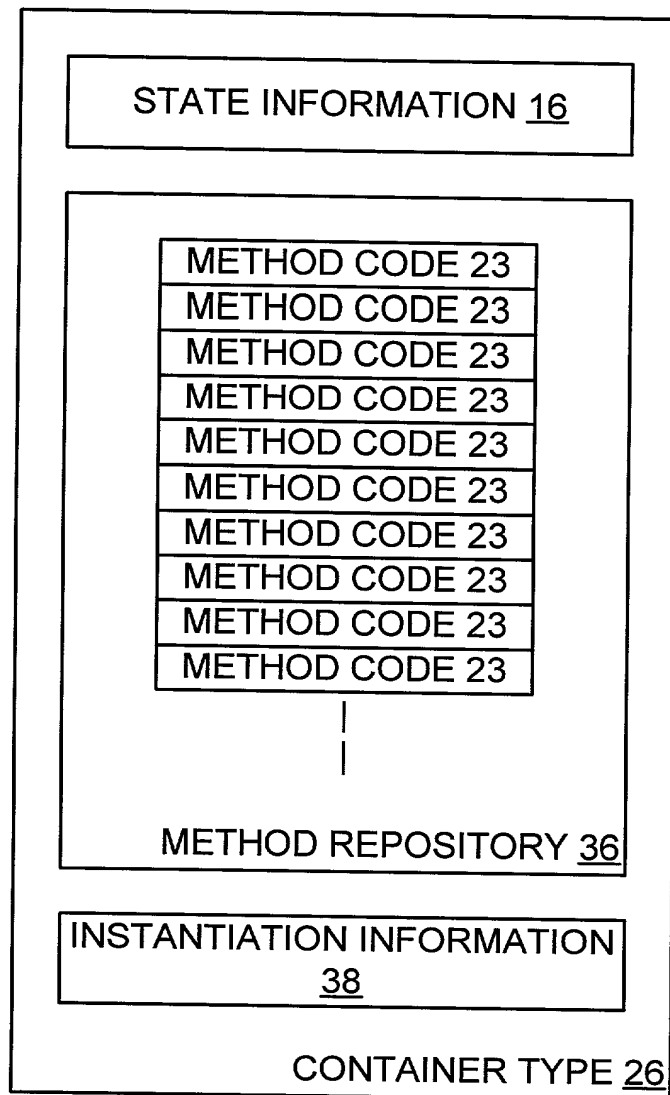 STATE INFORMATION 16
METHOD CODE 23
METHOD CODE 23
METHOD CODE 23
METHOD CODE 23
METHOD CODE 23
METHOD CODE 23
METHOD CODE 23
METHOD CODE 23
METHOD CODE 23
METHOD CODE 23
METHOD REPOSITORY 36
INSTANTIATION INFORMATION
38
CONTAINER TYPE 26